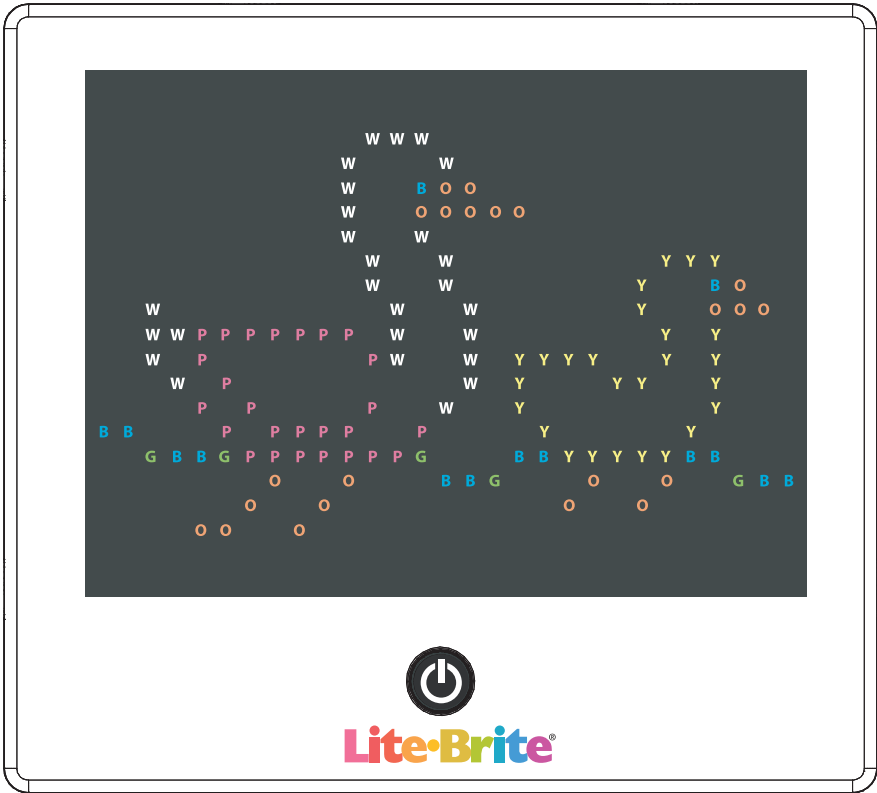 W W W
W W
W B O O
W O O O O O
W W
W W Y Y Y
W W Y B O
W W W Y O O O
W W P P P P P P P W W Y Y
W P P W W Y Y Y Y Y Y
W P W Y Y Y Y
P P P W Y Y
B B P P P P P P Y Y
G B B G P P P P P P P G B B Y Y Y Y Y B B
O O B B G O O G B B
O O O O
O O O
Lite•Brite®